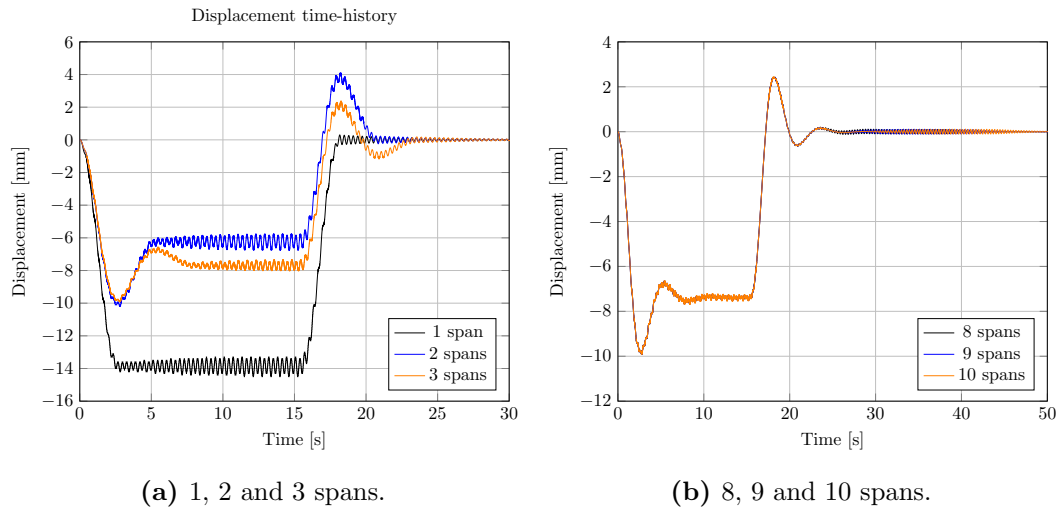 Displacement time-history
6
4
2
0
−2
−4
−6
−8
−10
−12
−14
−16
0
5
10
15
20
25
30
Displacement [mm]
Time [s]
1 span
2 spans
3 spans
(a) 1, 2 and 3 spans.
4
2
0
−2
−4
−6
−8
−10
−12
0
10
20
30
40
50
Displacement [mm]
Time [s]
8 spans
9 spans
10 spans
(b) 8, 9 and 10 spans.